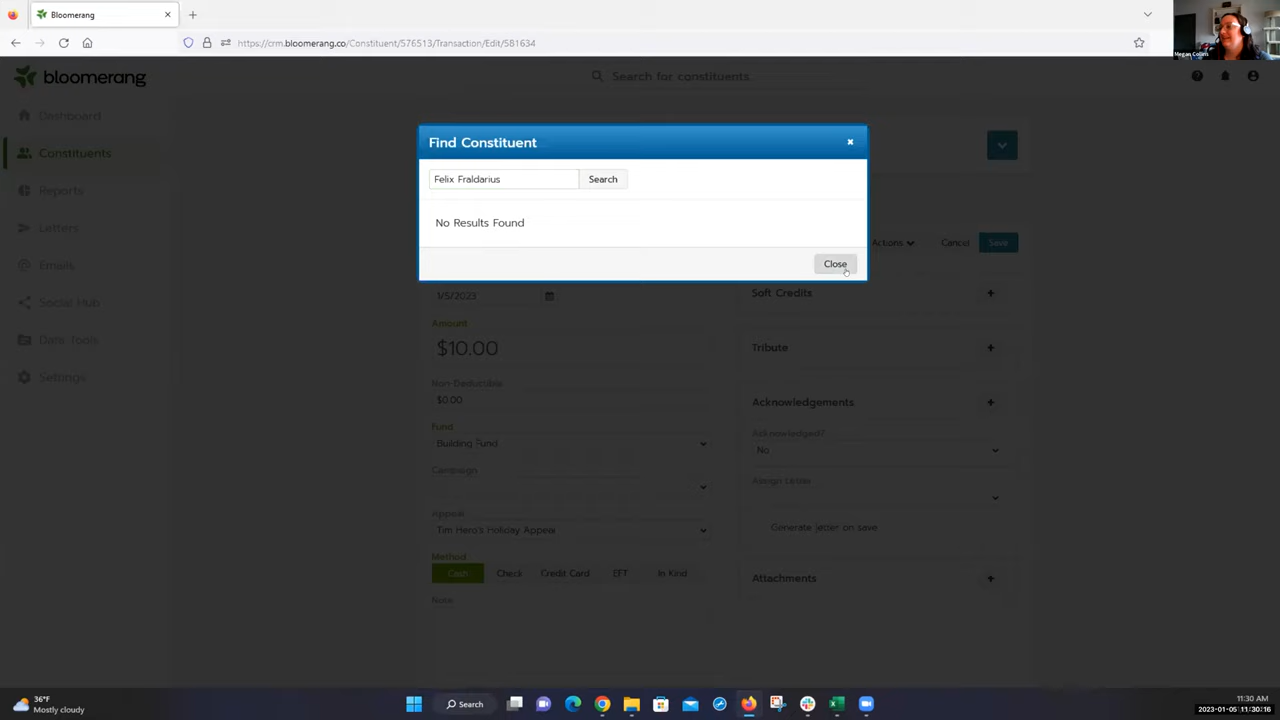 Bloomerang
https://crm.bloomerang.co/Constituent/576513/Transaction/Edit/581634
Megan Collins
bloomerang
Search for constituents
Dashboard
Constituents
Reports
Letters
Emails
Social Hub
Data Tools
Settings
Find Constituent
Felix Fraldarius
Search
No Results Found
Close
Actions
Cancel
Save
1/5/2023
Amount
$10.00
Non-Deductible
$0.00
Fund
Building Fund
Campaign
Appeal
Tim Hero's Holiday Appeal
Method
Cash
Check
Credit Card
EFT
In Kind
Note
Soft Credits
Tribute
Acknowledgements
Acknowledged?
No
Assign Letter
Generate letter on save
Attachments
36°F
Mostly cloudy
Search
11:30 AM
2023-01-05 11:30:16